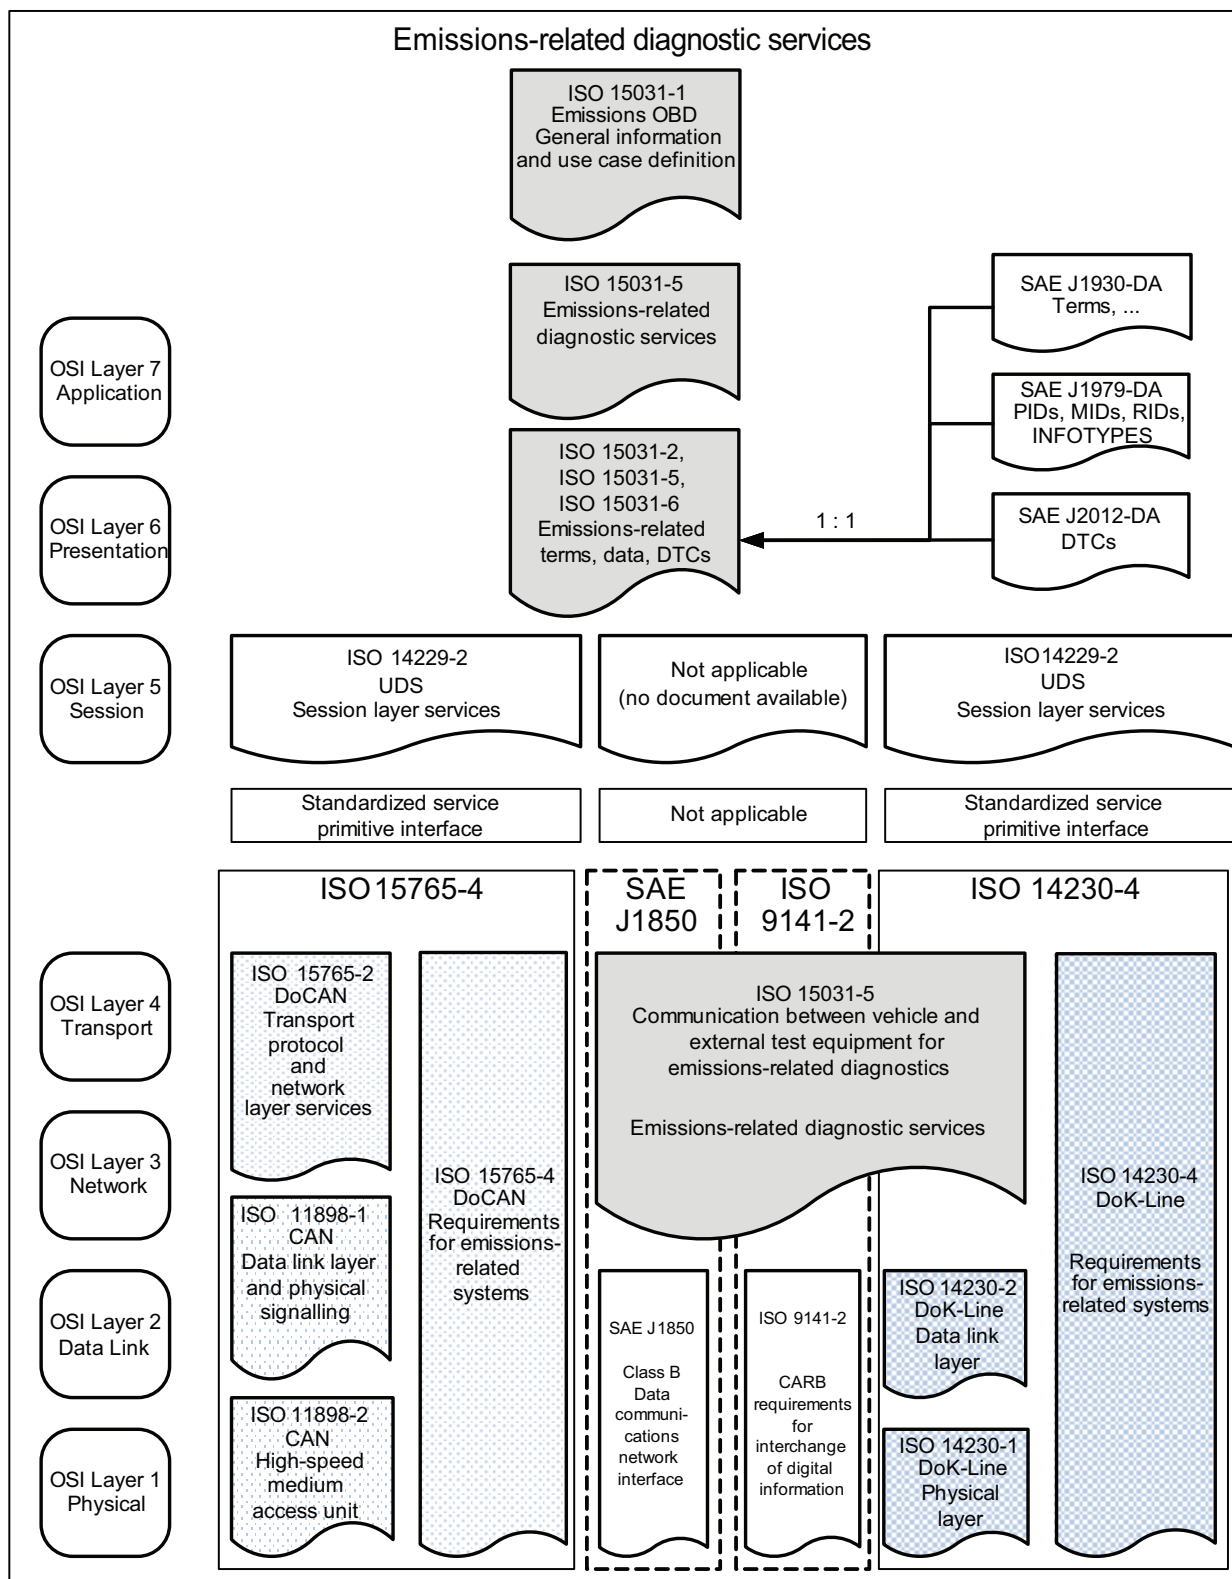 Emissions-related diagnostic services
ISO 15031-1
Emissions OBD
General information
and use case definition
ISO 15031-5
Emissions-related
diagnostic services
SAE J1930-DA
Terms, ...
OSI Layer 7
Application
SAE J1979-DA
PIDs, MIDs, RIDs,
INFOTYPES
ISO 15031-2,
ISO 15031-5,
ISO 15031-6
Emissions-related
terms, data, DTCs
1 : 1
OSI Layer 6
Presentation
SAE J2012-DA
DTCs
OSI Layer 5
Session
ISO 14229-2
UDS
Session layer services
Not applicable
(no document available)
ISO14229-2
UDS
Session layer services
Standardized service
primitive interface
Not applicable
Standardized service
primitive interface
ISO15765-4
SAE
J1850
ISO
9141-2
ISO 14230-4
OSI Layer 4
Transport
ISO 15765-2
DoCAN
Transport
protocol
and
network
layer services
ISO 15031-5
Communication between vehicle and
external test equipment for
emissions-related diagnostics
Emissions-related diagnostic services
OSI Layer 3
Network
ISO 15765-4
DoCAN
Requirements
for emissions-
related
systems
ISO 14230-4
DoK-Line
Requirements
for emissions-
related systems
ISO 11898-1
CAN
Data link layer
and physical
signalling
OSI Layer 2
Data Link
SAE J1850
Class B
Data
communi-
cations
network
interface
ISO 9141-2
CARB
requirements
for
interchange
of digital
information
ISO 14230-2
DoK-Line
Data link
layer
OSI Layer 1
Physical
ISO 11898-2
CAN
High-speed
medium
access unit
ISO 14230-1
DoK-Line
Physical
layer